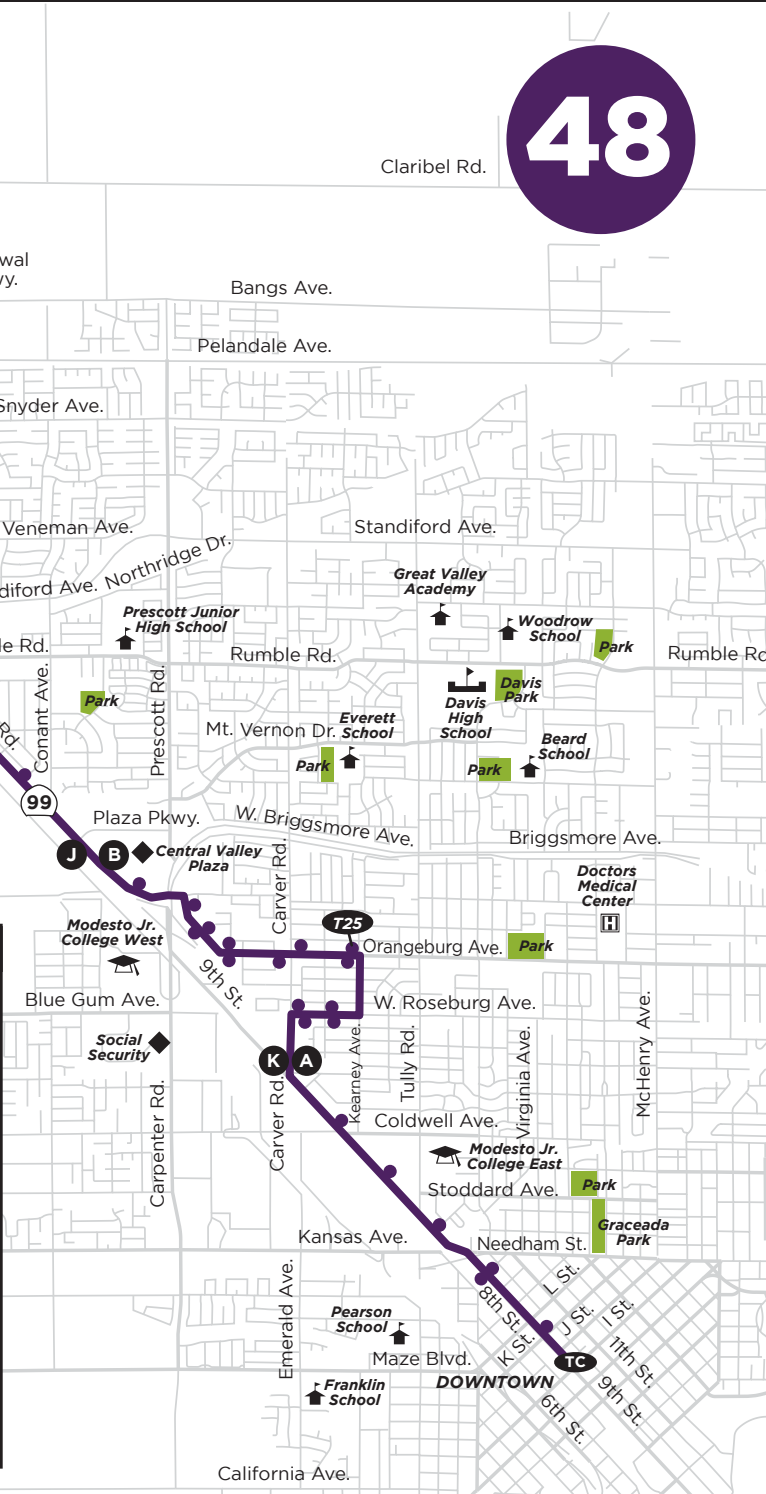 48
Claribel Rd.
wal
Bangs Ave.
Pelandale Ave.
Snyder Ave.
Veneman Ave.
Standiford Ave.
diford Ave.
Northridge Dr.
Great Valley
Academy
Prescott Junior
High School
Woodrow
School
Park
le Rd.
Rumble Rd.
Rumble Rd
Conant Ave.
Prescott Rd.
Park
Davis
Park
Davis
High
School
Rd.
Mt. Vernon Dr.
Everett
School
Park
Park
Beard
School
99
Plaza Pkwy.
W. Briggsmore Ave.
Briggsmore Ave.
J
B
Central Valley
Plaza
Carver Rd.
Doctors
Medical
Center
H
T25
Modesto Jr.
College West
Orangeburg Ave.
Park
9th St.
Blue Gum Ave.
W. Roseburg Ave.
Social
Security
K
A
Kearney Ave.
Tully Rd.
Virginia Ave.
McHenry Ave.
Carpenter Rd.
Carver Rd.
Coldwell Ave.
Modesto Jr.
College East
Stoddard Ave.
Park
Graceada
Park
Kansas Ave.
Needham St.
L St.
Emerald Ave.
8th St.
J St.
I St.
Pearson
School
K St.
Maze Blvd.
TC
11th St.
DOWNTOWN
9th St.
Franklin
School
6th St.
California Ave.